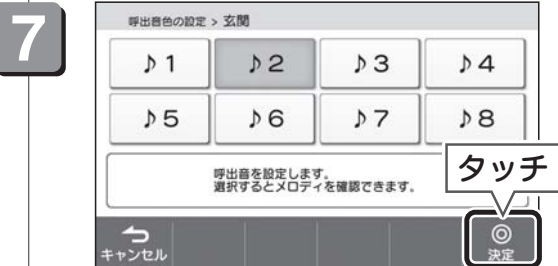 7
呼出音色の設定 > 玄関
♪1 ♪2 ♪3 ♪4
♪5 ♪6 ♪7 ♪8
呼出音を設定します。
選択するとメロディを確認できます。
タッチ
キャンセル 決定